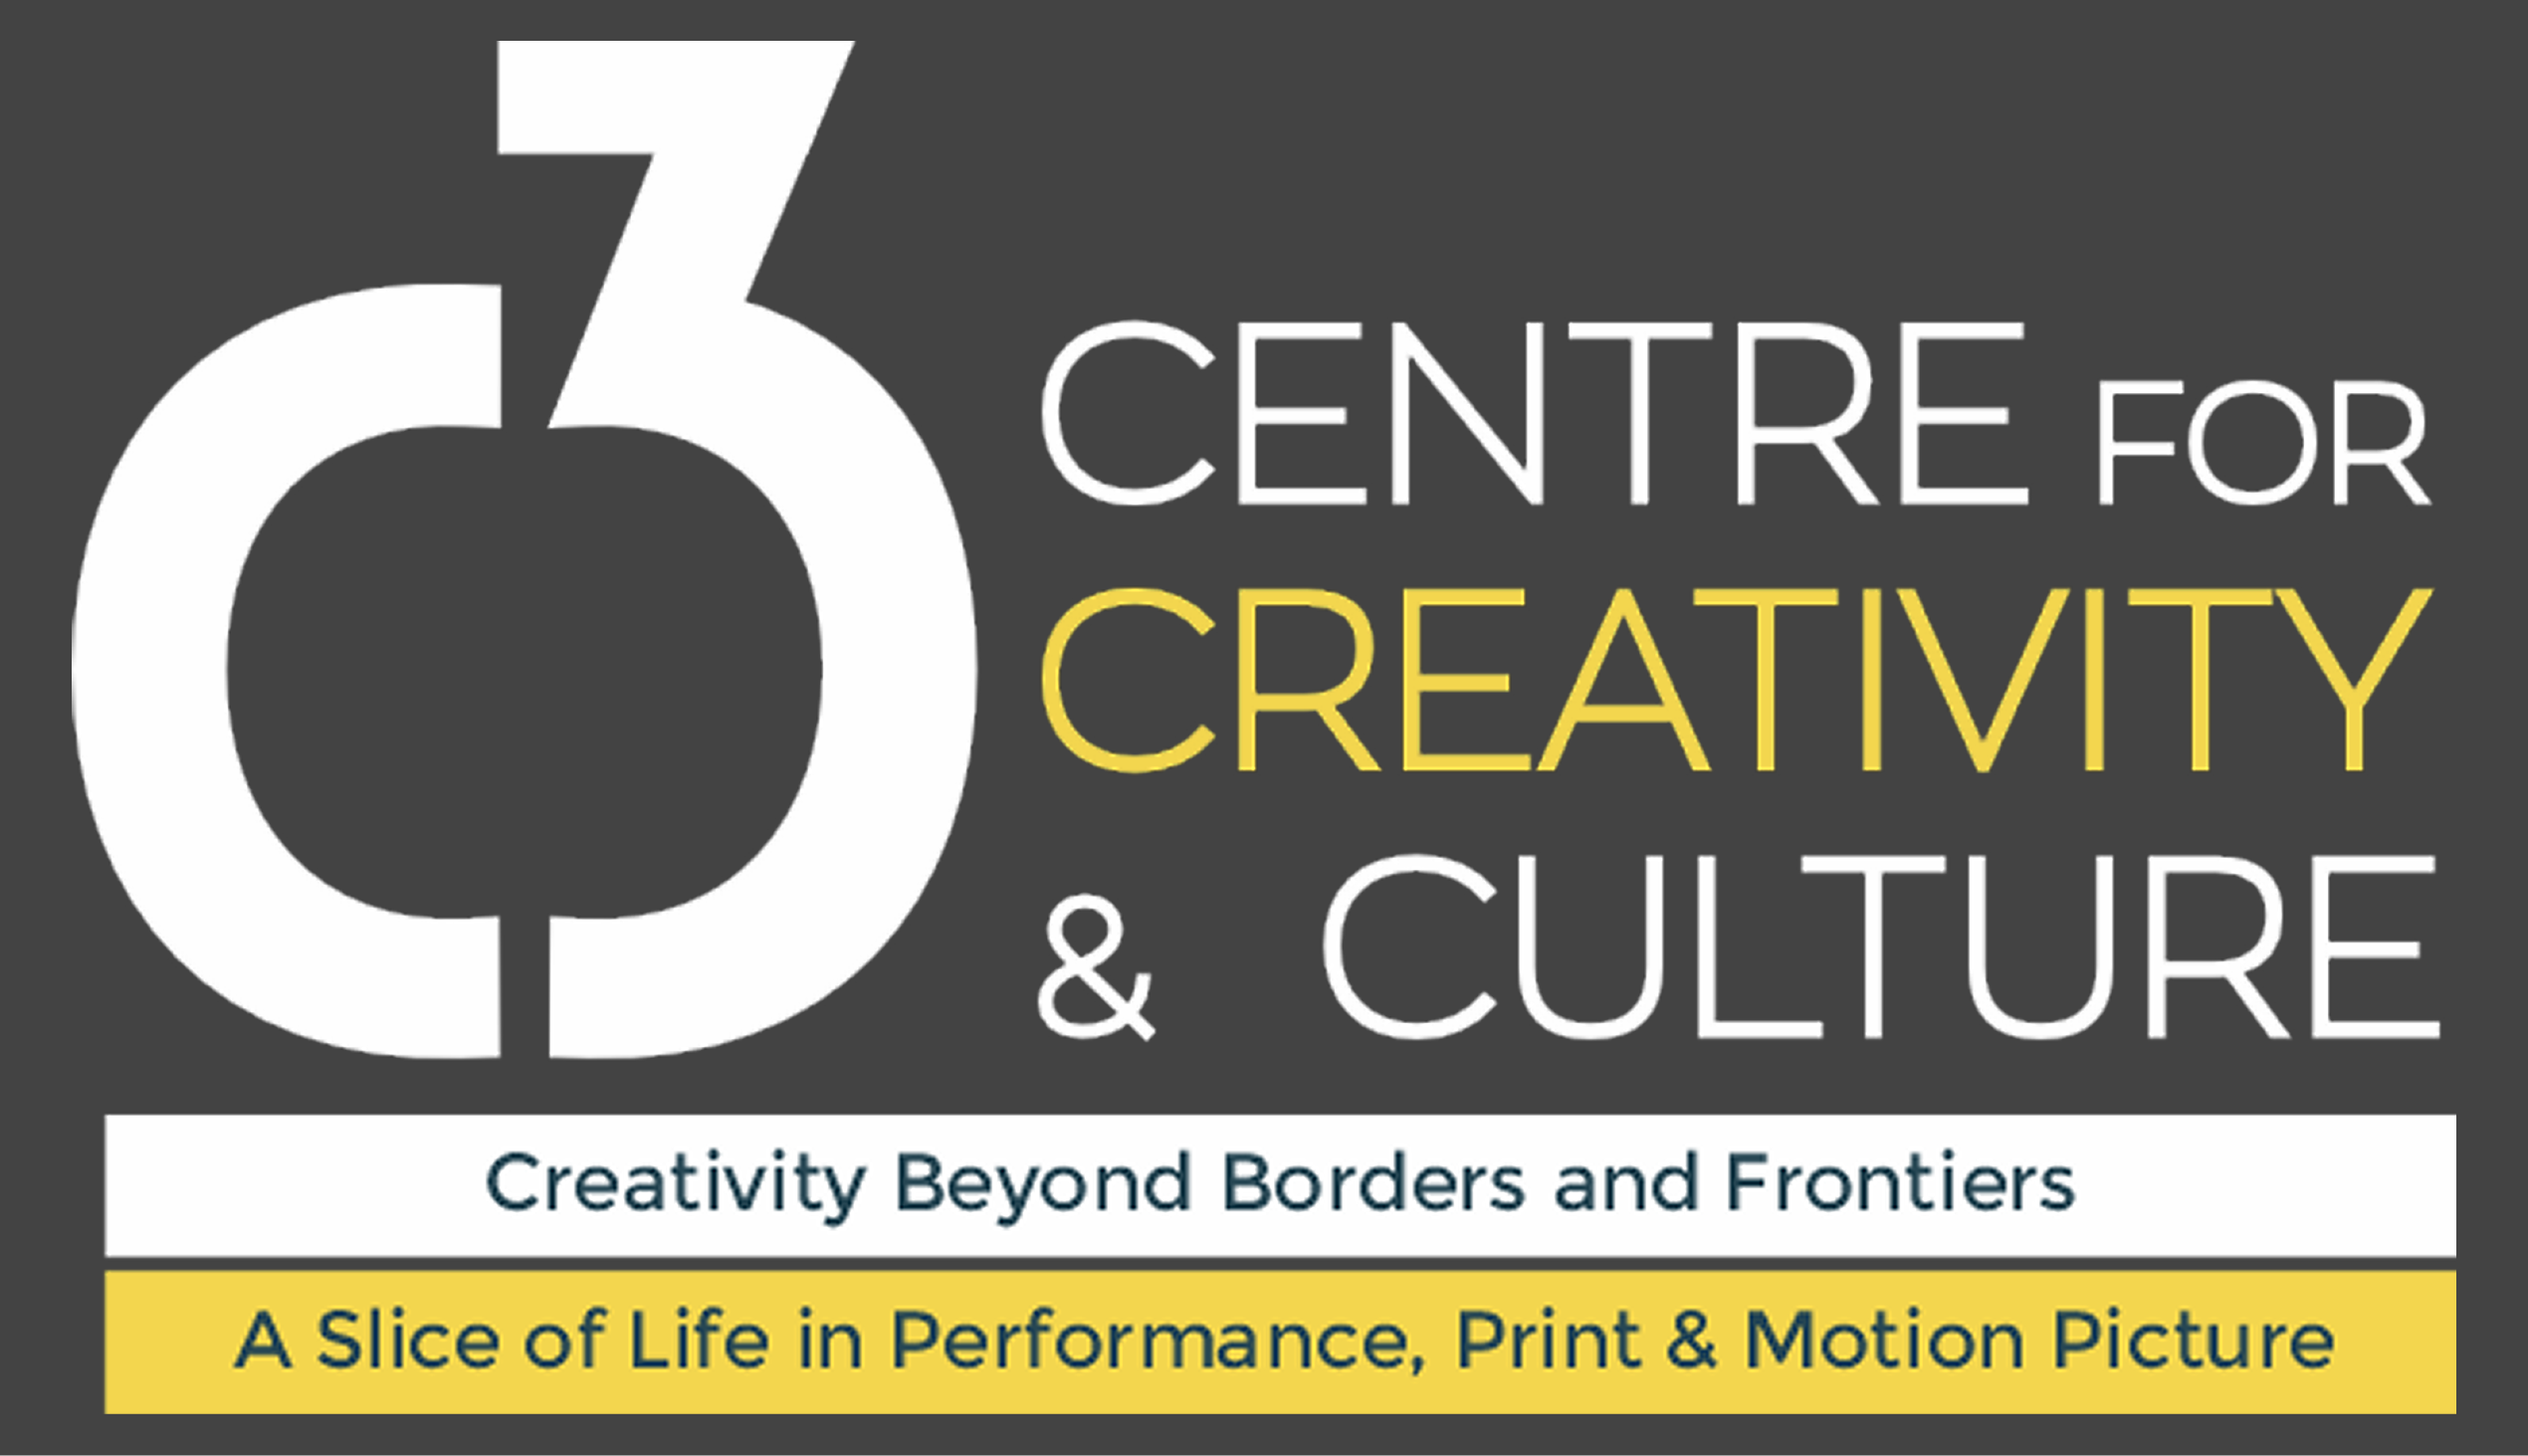 C3
CENTRE FOR
CREATIVITY
& CULTURE
Creativity Beyond Borders and Frontiers
A Slice of Life in Performance, Print & Motion Picture